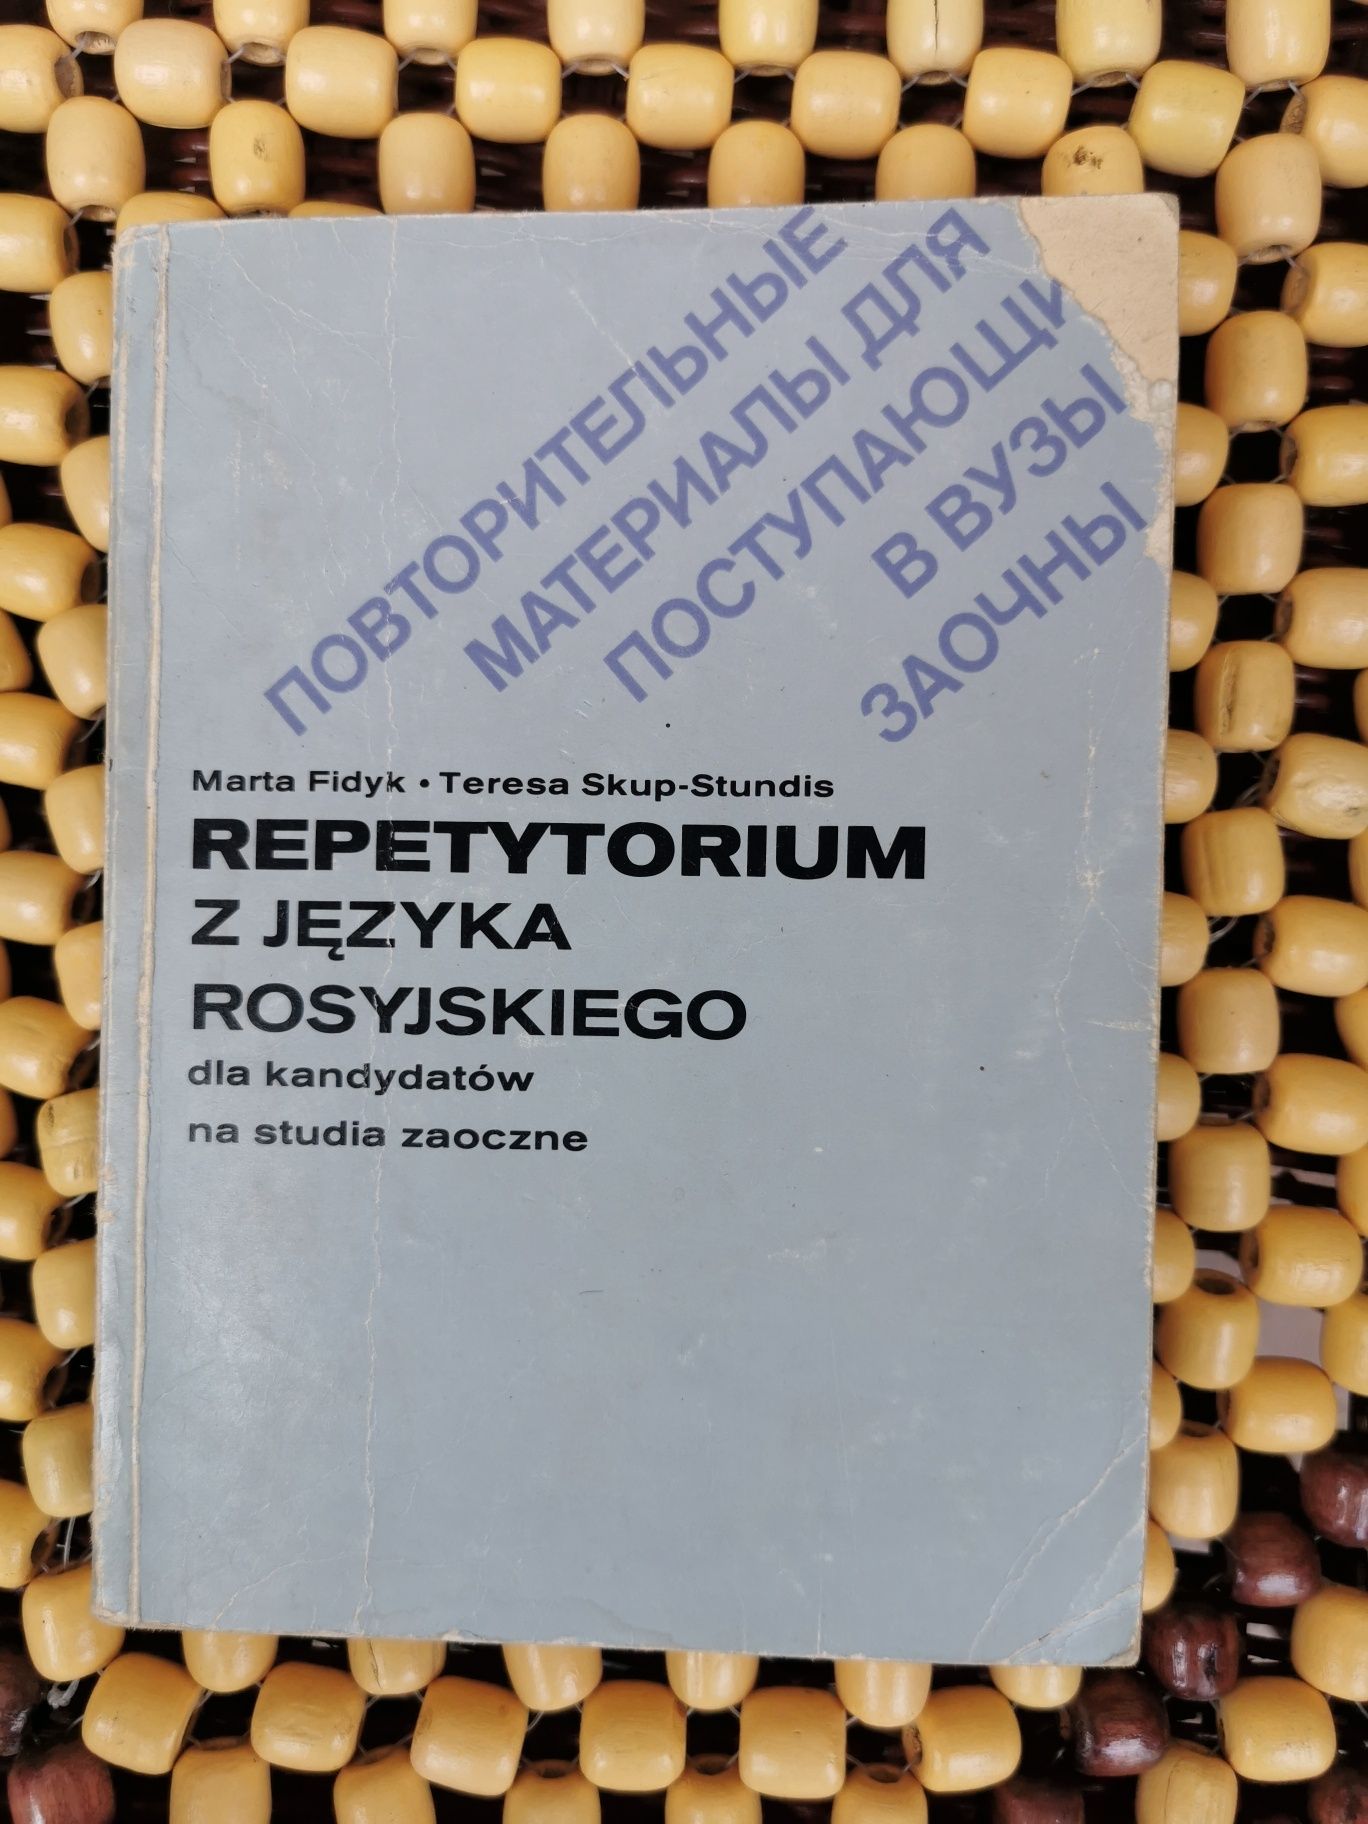 ПОВТОРИТЕЛЬНЫЕ
МАТЕРИАЛЫ ДЛЯ
ПОСТУПАЮЩИ
В ВУЗЫ
ЗАОЧНЫ
Marta Fidyk • Teresa Skup-Stundis
REPETYTORIUM
Z JĘZYKA
ROSYJSKIEGO
dla kandydatów
na studia zaoczne